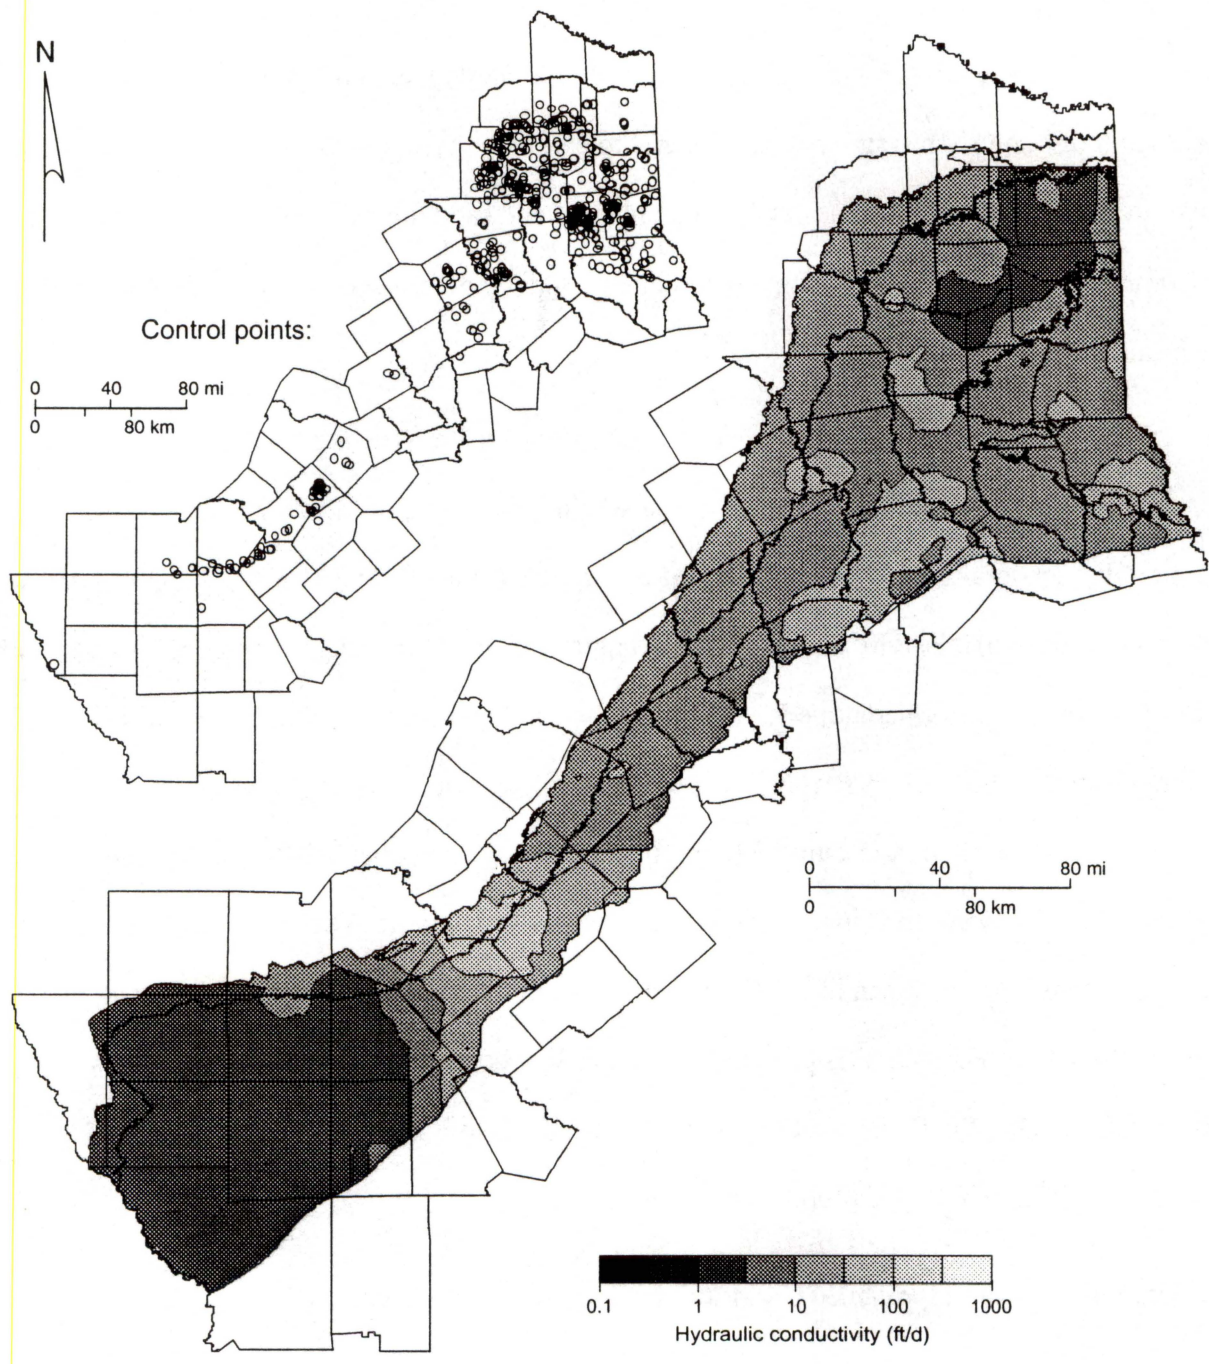 N
Control points:
0 40 80 mi
0 80 km
0 40 80 mi
0 80 km
0.1 1 10 100 1000
Hydraulic conductivity (ft/d)